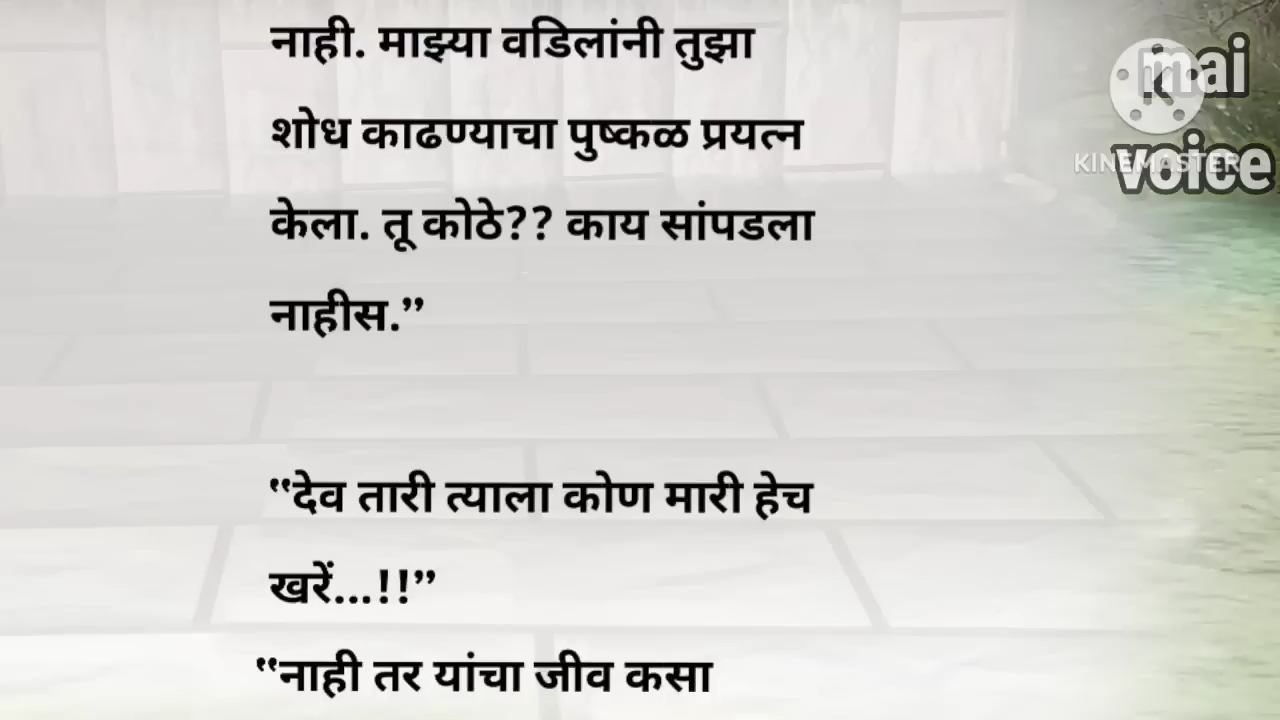 नाही. माझ्या वडिलांनी तुझा
शोध काढण्याचा पुष्कळ प्रयत्न
केला. तू कोठे?? काय सांपडला
नाहीस.”
“देव तारी त्याला कोण मारी हेच
खरें...!!”
“नाही तर यांचा जीव कसा
mai
voice
K
KINEMASTER